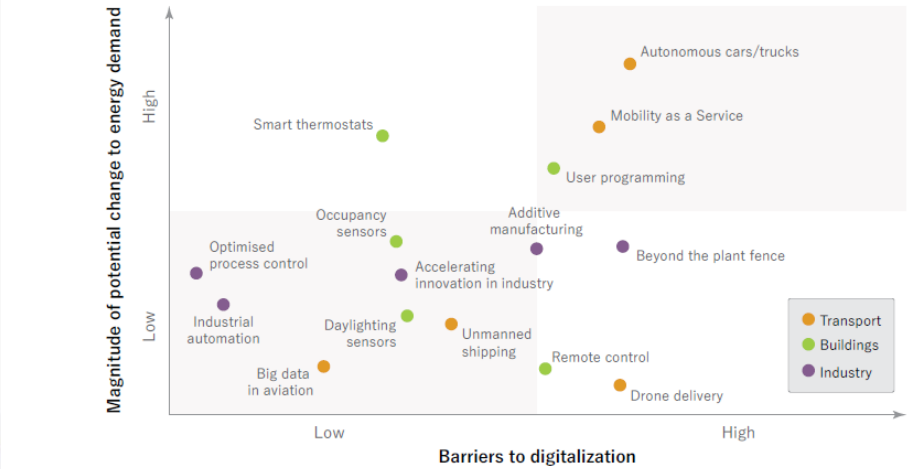 Magnitude of potential change to energy demand
High
Low
Autonomous cars/trucks
Mobility as a Service
Smart thermostats
User programming
Occupancy
sensors
Additive
manufacturing
Optimised
process control
Accelerating
innovation in industry
Beyond the plant fence
Industrial
automation
Daylighting
sensors
Unmanned
shipping
Big data
in aviation
Remote control
Drone delivery
Transport
Buildings
Industry
Low
High
Barriers to digitalization